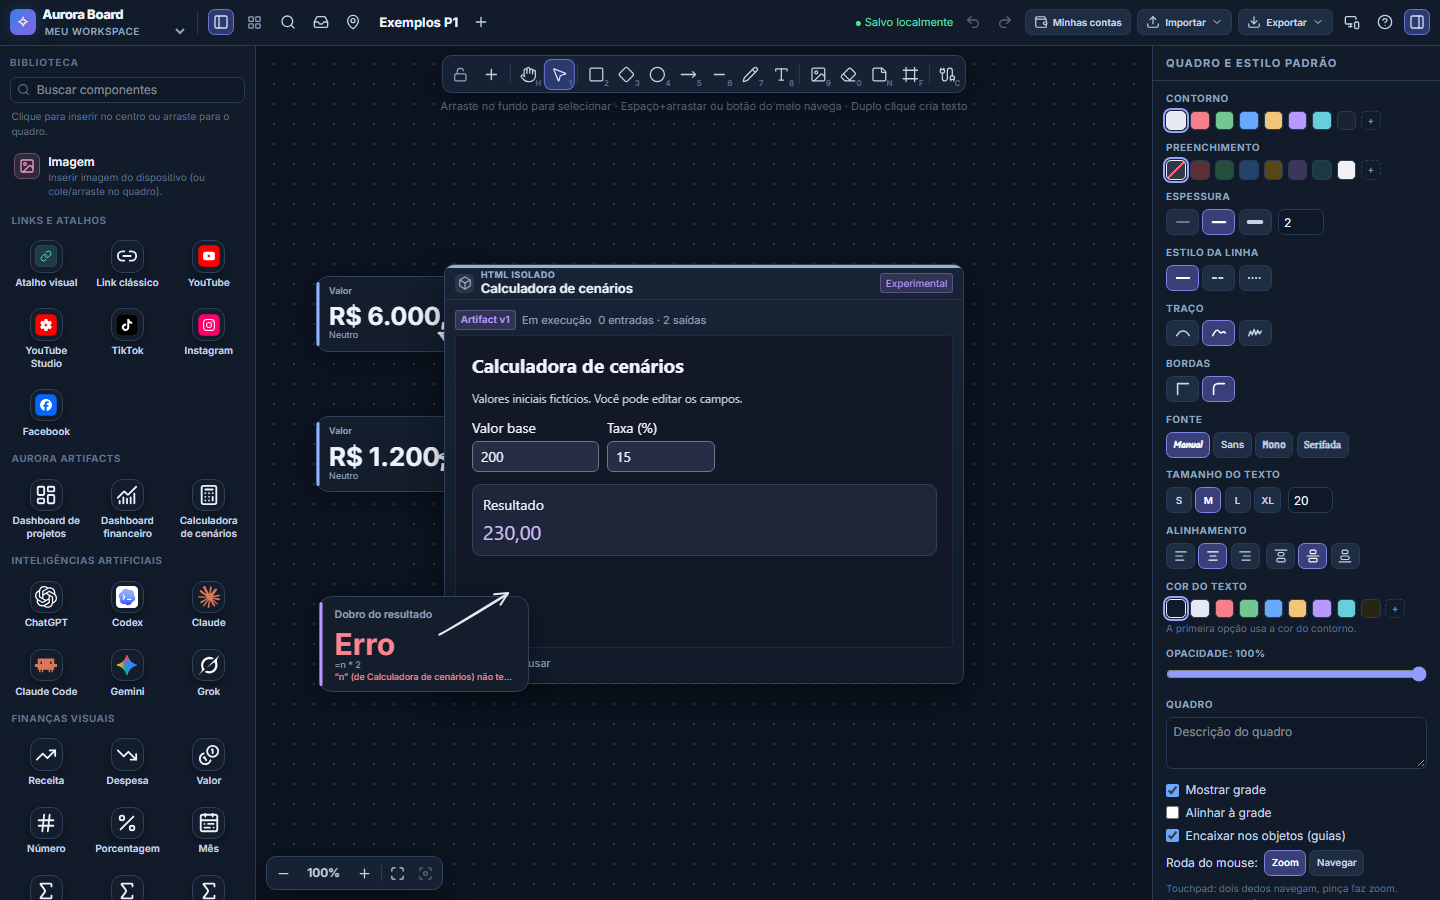 Aurora Board
MEU WORKSPACE
Exemplos P1
Salvo localmente
Minhas contas
Importar
Exportar
BIBLIOTECA
Buscar componentes
Clique para inserir no centro ou arraste para o
quadro.
Imagem
Inserir imagem do dispositivo (ou
cole/arraste no quadro).
LINKS E ATALHOS
Atalho visual
Link clássico
YouTube
YouTube
Studio
TikTok
Instagram
Facebook
AURORA ARTIFACTS
Dashboard de
projetos
Dashboard
financeiro
Calculadora
de cenários
INTELIGÊNCIAS ARTIFICIAIS
ChatGPT
Codex
Claude
Claude Code
Gemini
Grok
FINANÇAS VISUAIS
Receita
Despesa
Valor
Número
Porcentagem
Mês
H 1 2 3 4 5 6 7 8 9 0 N F C
Arraste no fundo para selecionar · Espaço+arrastar ou botão do meio navega · Duplo clique cria texto
Valor
R$ 6.000,
Neutro
Valor
R$ 1.200
Neutro
HTML ISOLADO
Calculadora de cenários
Experimental
Artifact v1
Em execução 0 entradas · 2 saídas
Calculadora de cenários
Valores iniciais fictícios. Você pode editar os campos.
Valor base
Taxa (%)
200
15
Resultado
230,00
usar
Dobro do resultado
Erro
=n * 2
"n" (de Calculadora de cenários) não te...
100%
QUADRO E ESTILO PADRÃO
CONTORNO
PREENCHIMENTO
ESPESSURA
2
ESTILO DA LINHA
TRAÇO
BORDAS
FONTE
Manual
Sans
Mono
Serifada
TAMANHO DO TEXTO
S
M
L
XL
20
ALINHAMENTO
COR DO TEXTO
A primeira opção usa a cor do contorno.
OPACIDADE: 100%
QUADRO
Descrição do quadro
Mostrar grade
Alinhar à grade
Encaixar nos objetos (guias)
Roda do mouse:
Zoom
Navegar
Touchpad: dois dedos navegam, pinça faz zoom.